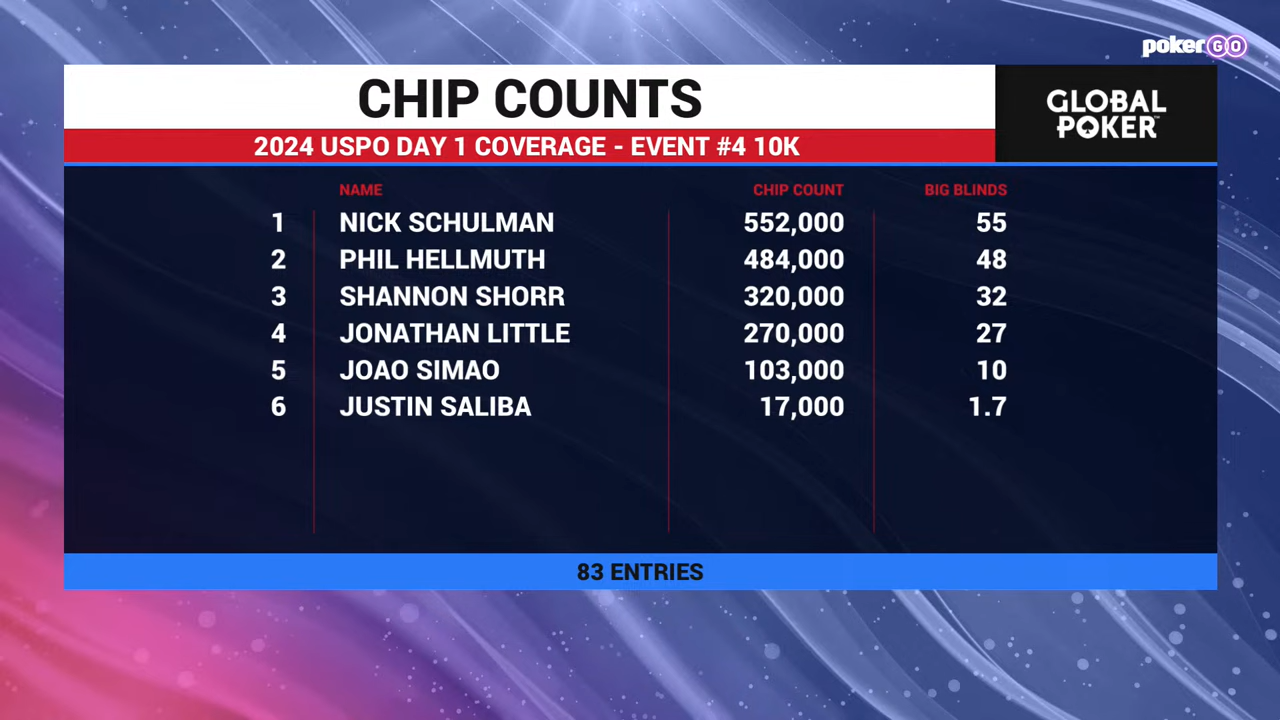 pokerGO
CHIP COUNTS
GLOBAL
POKER
2024 USPO DAY 1 COVERAGE - EVENT #4 10K
NAME CHIP COUNT BIG BLINDS
1 NICK SCHULMAN 552,000 55
2 PHIL HELLMUTH 484,000 48
3 SHANNON SHORR 320,000 32
4 JONATHAN LITTLE 270,000 27
5 JOAO SIMAO 103,000 10
6 JUSTIN SALIBA 17,000 1.7
83 ENTRIES